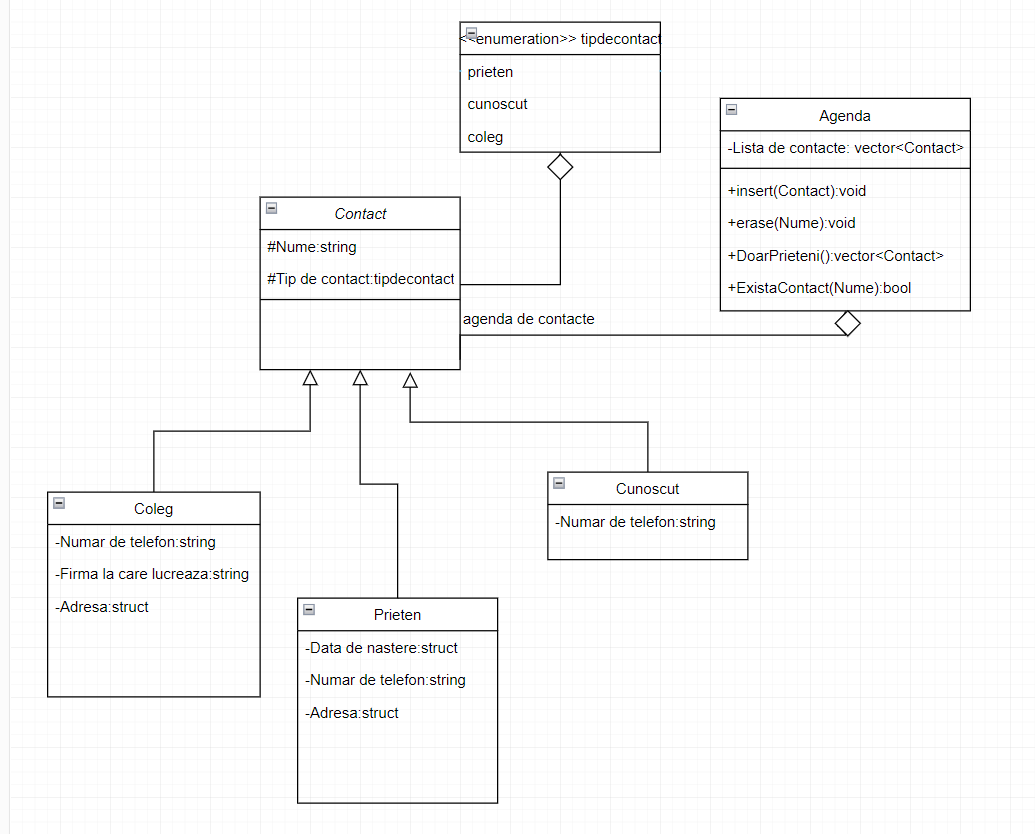 <<enumeration>> tipdecontact
prieten
cunoscut
coleg
Agenda
-Lista de contacte: vector<Contact>
+insert(Contact):void
+erase(Nume):void
+DoarPrieteni():vector<Contact>
+ExistaContact(Nume):bool
Contact
#Nume:string
#Tip de contact:tipdecontact
agenda de contacte
Coleg
-Numar de telefon:string
-Firma la care lucreaza:string
-Adresa:struct
Prieten
-Data de nastere:struct
-Numar de telefon:string
-Adresa:struct
Cunoscut
-Numar de telefon:string